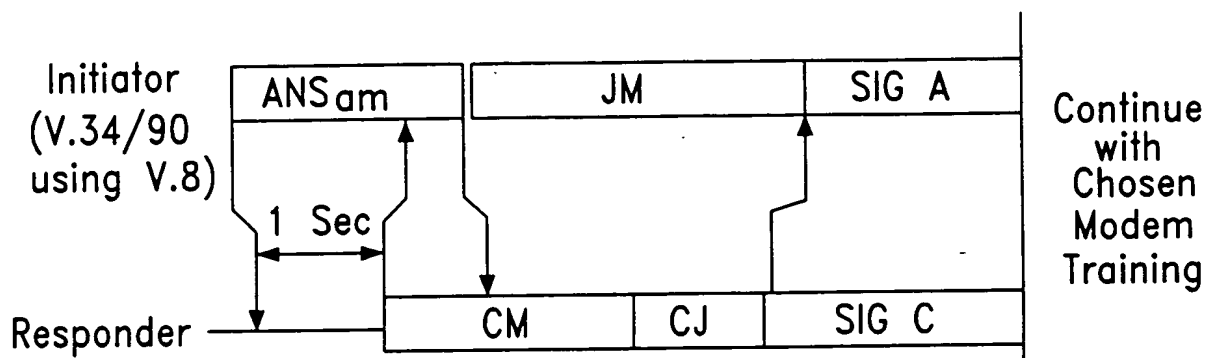 Initiator
(V.34/90
using V.8)
ANSam
JM
SIG A
Continue
with
Chosen
Modem
Training
1 Sec
Responder
CM
CJ
SIG C